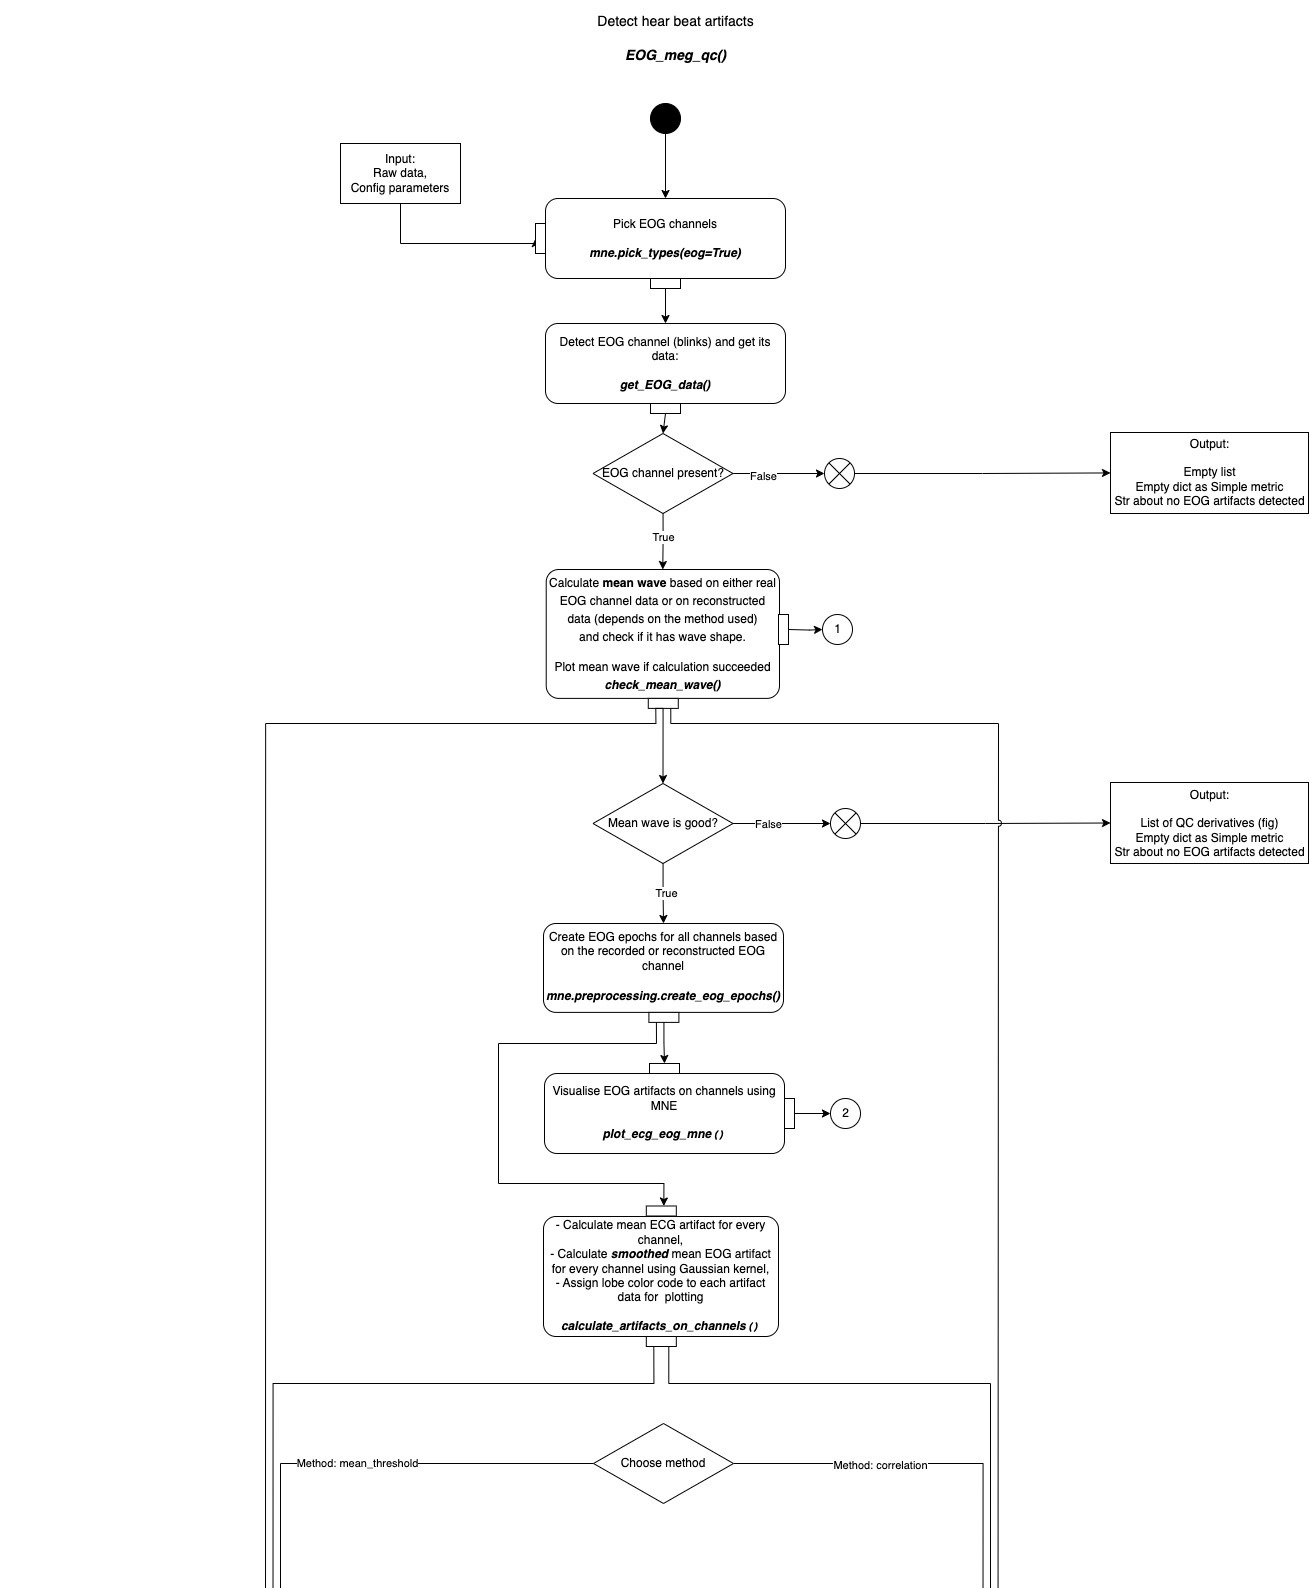 Detect hear beat artifacts
EOG_meg_qc()
Input:
Raw data,
Config parameters
Pick EOG channels
mne.pick_types(eog=True)
Detect EOG channel (blinks) and get its
data:
get_EOG_data()
EOG channel present?
False
Output:
Empty list
Empty dict as Simple metric
Str about no EOG artifacts detected
True
Calculate mean wave based on either real
EOG channel data or on reconstructed
data (depends on the method used)
and check if it has wave shape.
Plot mean wave if calculation succeeded
check_mean_wave()
1
Mean wave is good?
False
Output:
List of QC derivatives (fig)
Empty dict as Simple metric
Str about no EOG artifacts detected
True
Create EOG epochs for all channels based
on the recorded or reconstructed EOG
channel
mne.preprocessing.create_eog_epochs()
Visualise EOG artifacts on channels using
MNE
plot_ecg_eog_mne ()
2
- Calculate mean ECG artifact for every
channel,
- Calculate smoothed mean EOG artifact
for every channel using Gaussian kernel,
- Assign lobe color code to each artifact
data for plotting
calculate_artifacts_on_channels ()
Choose method
Method: mean_threshold
Method: correlation